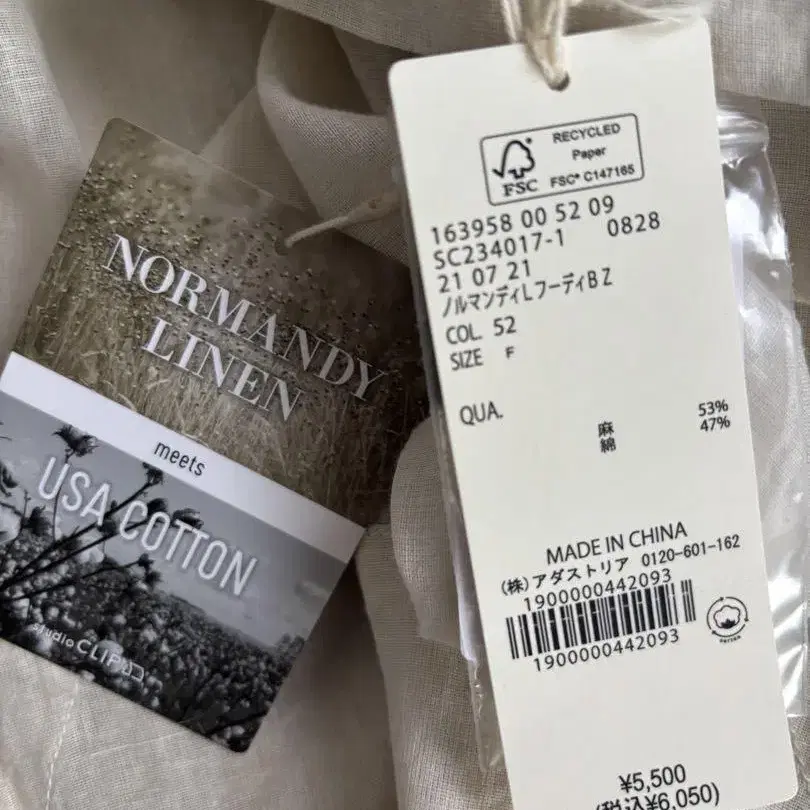 NORMANDY
LINEN
meets
USA COTTON
studio CLIP
FSC
RECYCLED
Paper
FSC® C147165
163958 00 52 09
SC234017-1 0828
21 07 21
ノルマンディLフーディBZ
COL. 52
SIZE F
QUA.
麻 53%
綿 47%
MADE IN CHINA
(株)アダストリア 0120-601-162
1900000442093
1900000442093
¥5,500
(税込¥6,050)